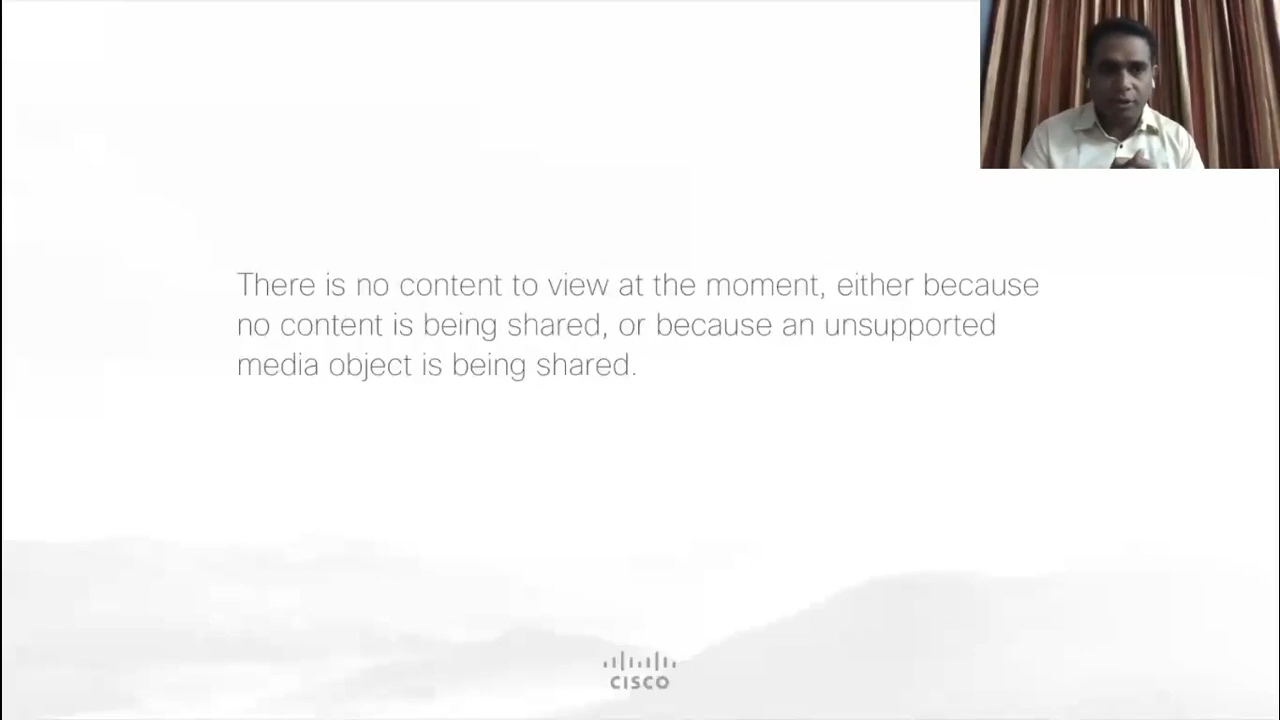 There is no content to view at the moment, either because
no content is being shared, or because an unsupported
media object is being shared.
CISCO